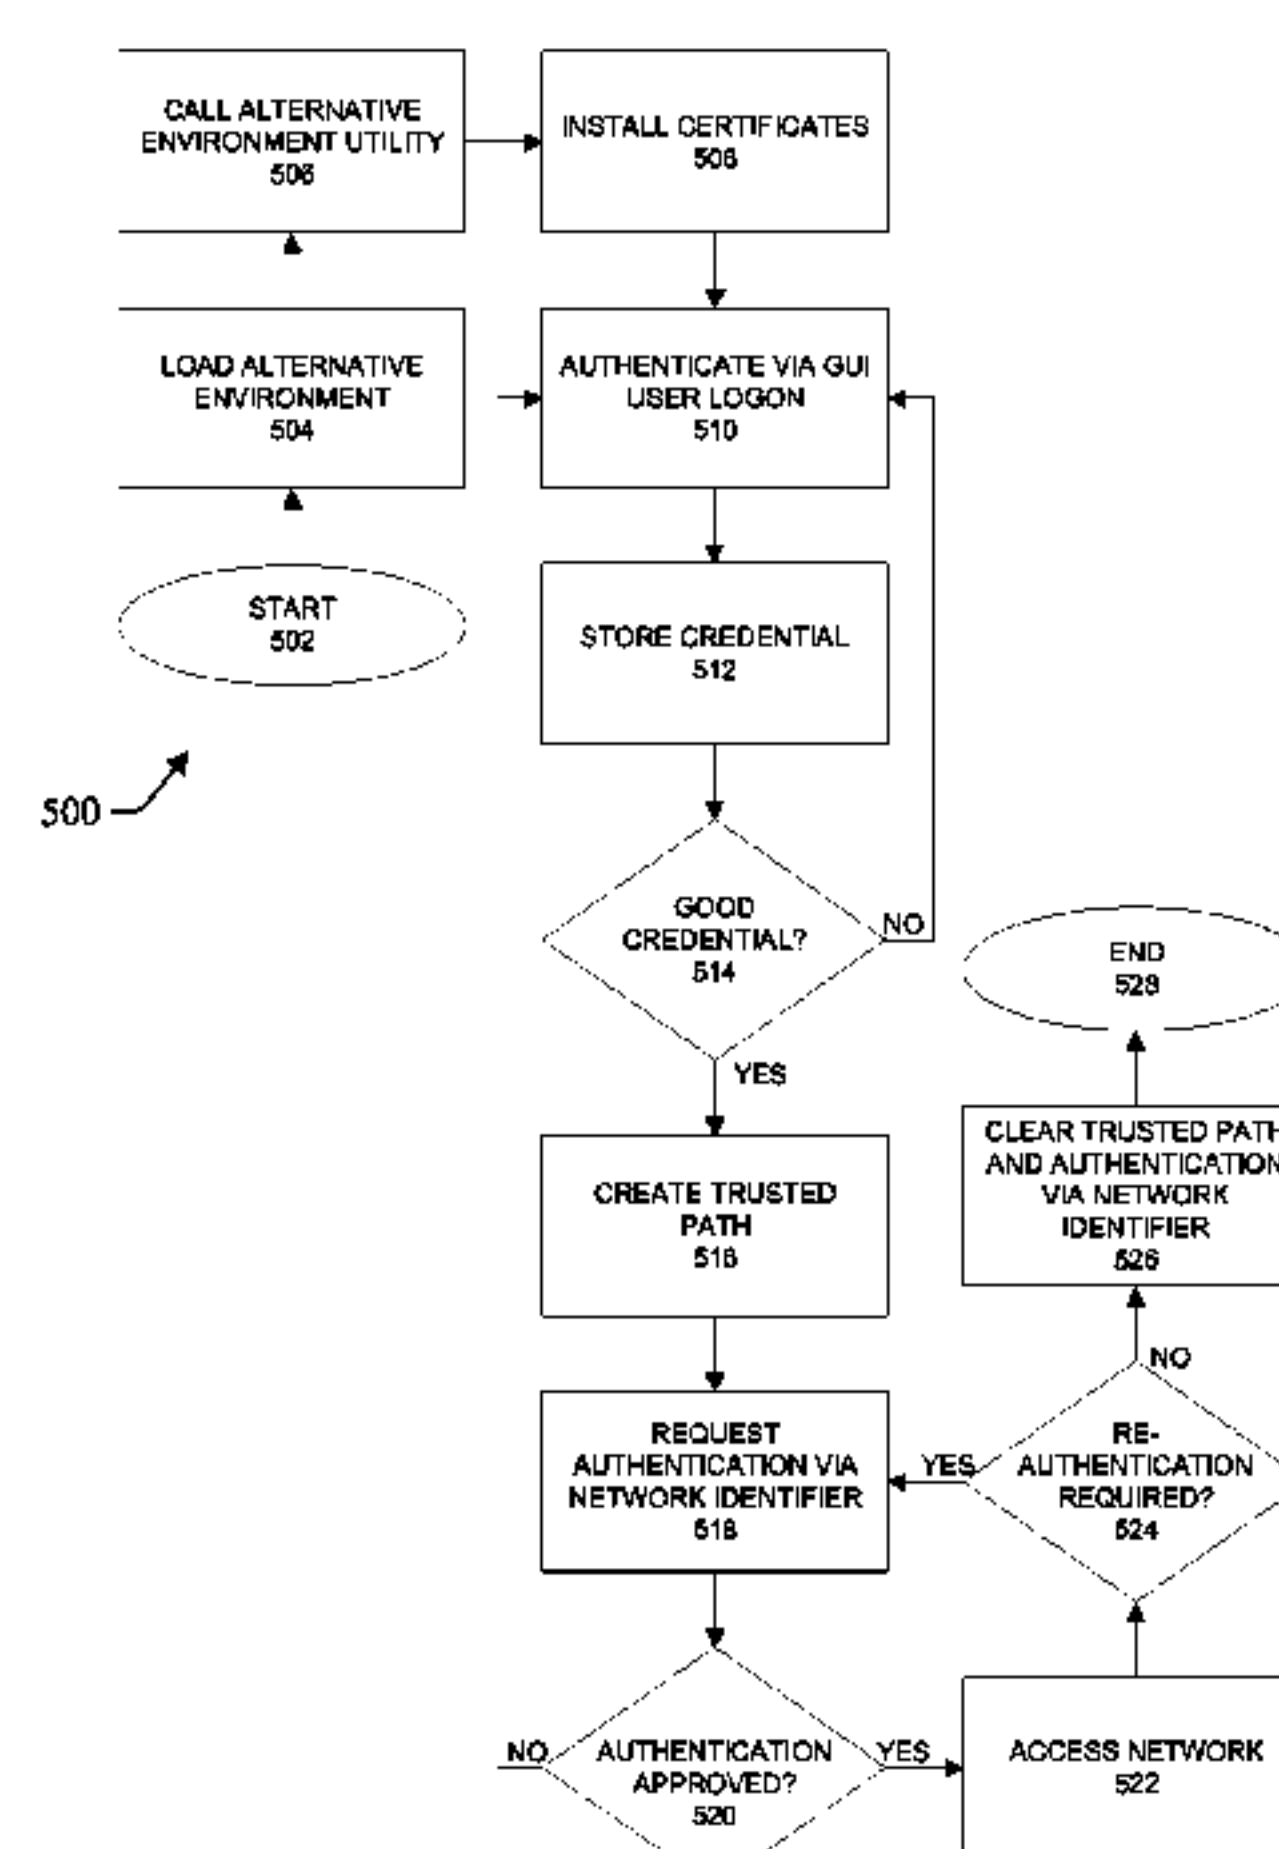 CALL ALTERNATIVE
ENVIRONMENT UTILITY
506
INSTALL CERTIFICATES
508
LOAD ALTERNATIVE
ENVIRONMENT
504
AUTHENTICATE VIA GUI
USER LOGON
510
START
502
STORE CREDENTIAL
512
500
GOOD
CREDENTIAL?
514
NO
YES
END
528
CREATE TRUSTED
PATH
516
CLEAR TRUSTED PATH
AND AUTHENTICATION
VIA NETWORK
IDENTIFIER
526
NO
REQUEST
AUTHENTICATION VIA
NETWORK IDENTIFIER
518
YES
RE-
AUTHENTICATION
REQUIRED?
524
NO
AUTHENTICATION
APPROVED?
520
YES
ACCESS NETWORK
522